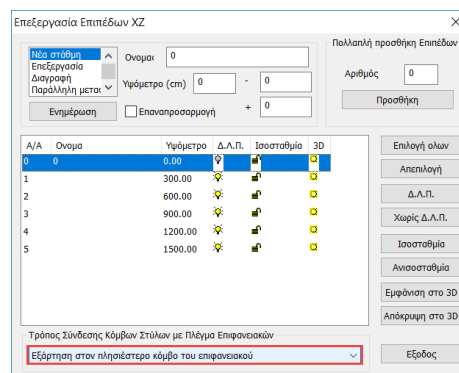 Επεξεργασία Επιπέδων XZ
Νέα στάθμη
Επεξεργασία
Διαγραφή
Παράλληλη μετακ
Ενημέρωση
Ονομα 0
Υψόμετρο (cm) 0 - 0
Επαναπροσαρμογή + 0
Πολλαπλή προσθήκη Επιπέδων
Αριθμός 0
Προσθήκη
Α/Α Ονομα Υψόμετρο Δ.Λ.Π. Ισοσταθμία 3D
0 0 0.00
1 300.00
2 600.00
3 900.00
4 1200.00
5 1500.00
Επιλογή ολων
Απεπιλογή
Δ.Λ.Π.
Χωρίς Δ.Λ.Π.
Ισοσταθμία
Ανισοσταθμία
Εμφάνιση στο 3D
Απόκρυψη στο 3D
Τρόπος Σύνδεσης Κόμβων Στύλων με Πλέγμα Επιφανειακών
Εξάρτηση στον πλησιέστερο κόμβο του επιφανειακού
Εξοδος